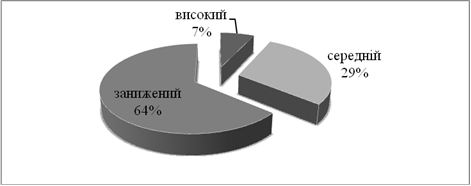 високий
7%
середній
29%
занижений
64%